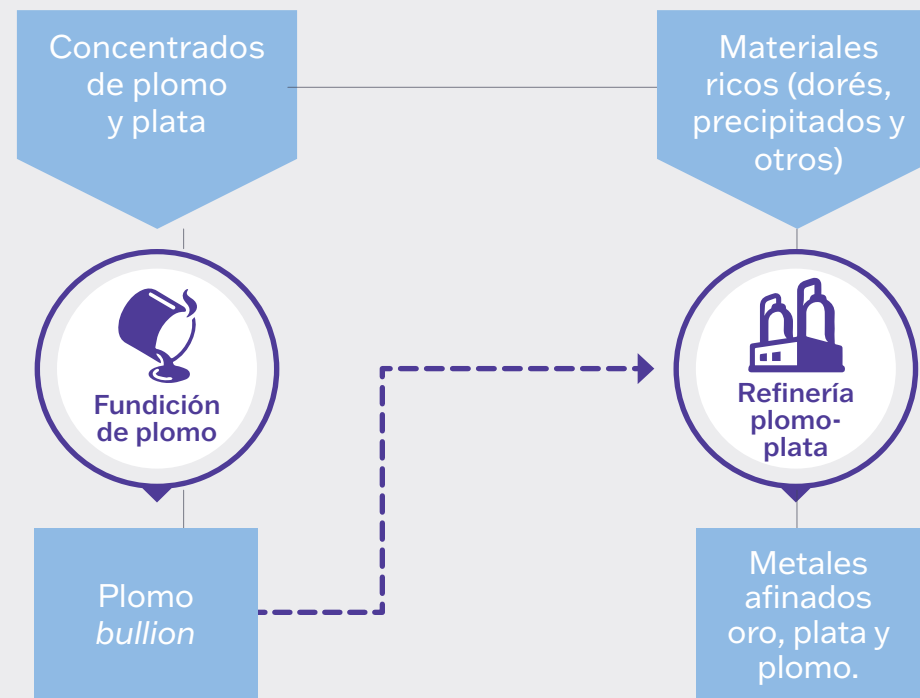 Concentrados
de plomo
y plata
Materiales
ricos (dorés,
precipitados y
otros)
Fundición
de plomo
Refinería
plomo-
plata
Plomo
bullion
Metales
afinados
oro, plata y
plomo.